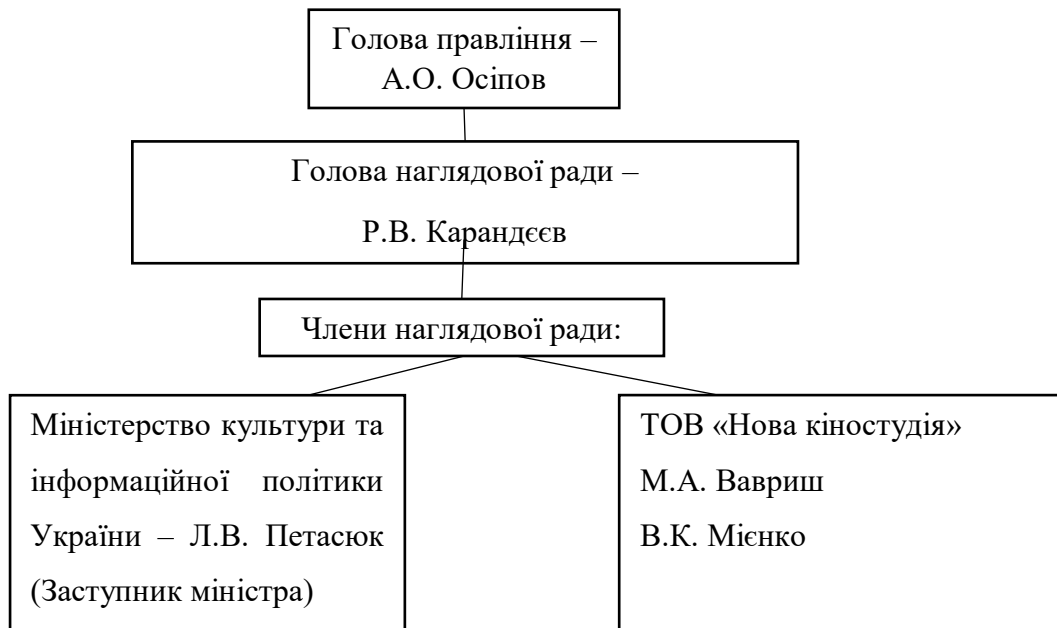 Голова правління –
А.О. Осіпов
Голова наглядової ради –
Р.В. Карандєєв
Члени наглядової ради:
Міністерство культури та
інформаційної політики
України – Л.В. Петасюк
(Заступник міністра)
ТОВ «Нова кіностудія»
М.А. Вавриш
В.К. Мієнко